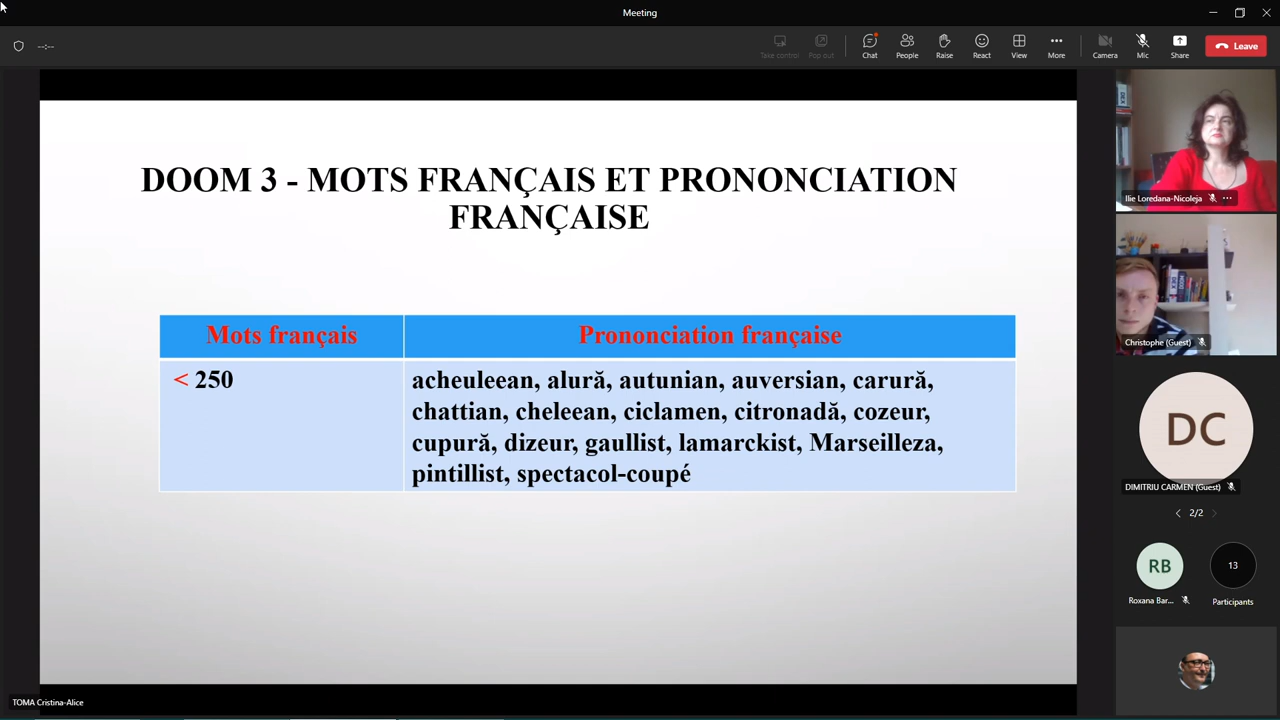 Meeting
--:--
Take control
Pop out
Chat
People
Raise
React
View
More
Camera
Mic
Share
Leave
DOOM 3 - MOTS FRANÇAIS ET PRONONCIATION
FRANÇAISE
Mots français
Prononciation française
< 250
acheuleean, alură, autunian, auversian, carură,
chattian, cheleean, ciclamen, citronadă, cozeur,
cupură, dizeur, gaullist, lamarckist, Marseilleza,
pintillist, spectacol-coupé
Ilie Loredana-Nicoleja
Christophe (Guest)
DC
DIMITRIU CARMEN (Guest)
2/2
RB
Roxana Bar...
13
Participants
TOMA Cristina-Alice